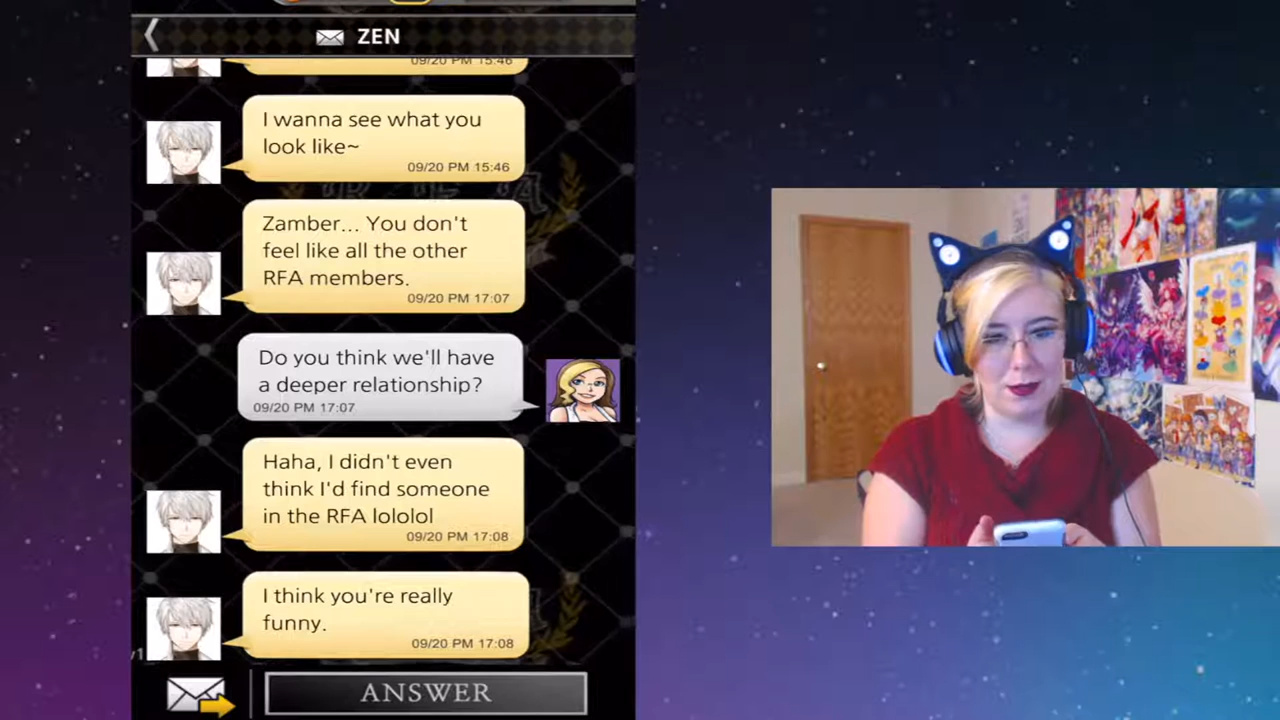 ZEN
09/20 PM 15:46
I wanna see what you
look like~
09/20 PM 15:46
Zamber... You don't
feel like all the other
RFA members.
09/20 PM 17:07
Do you think we'll have
a deeper relationship?
09/20 PM 17:07
Haha, I didn't even
think I'd find someone
in the RFA lololol
09/20 PM 17:08
I think you're really
funny.
09/20 PM 17:08
ANSWER